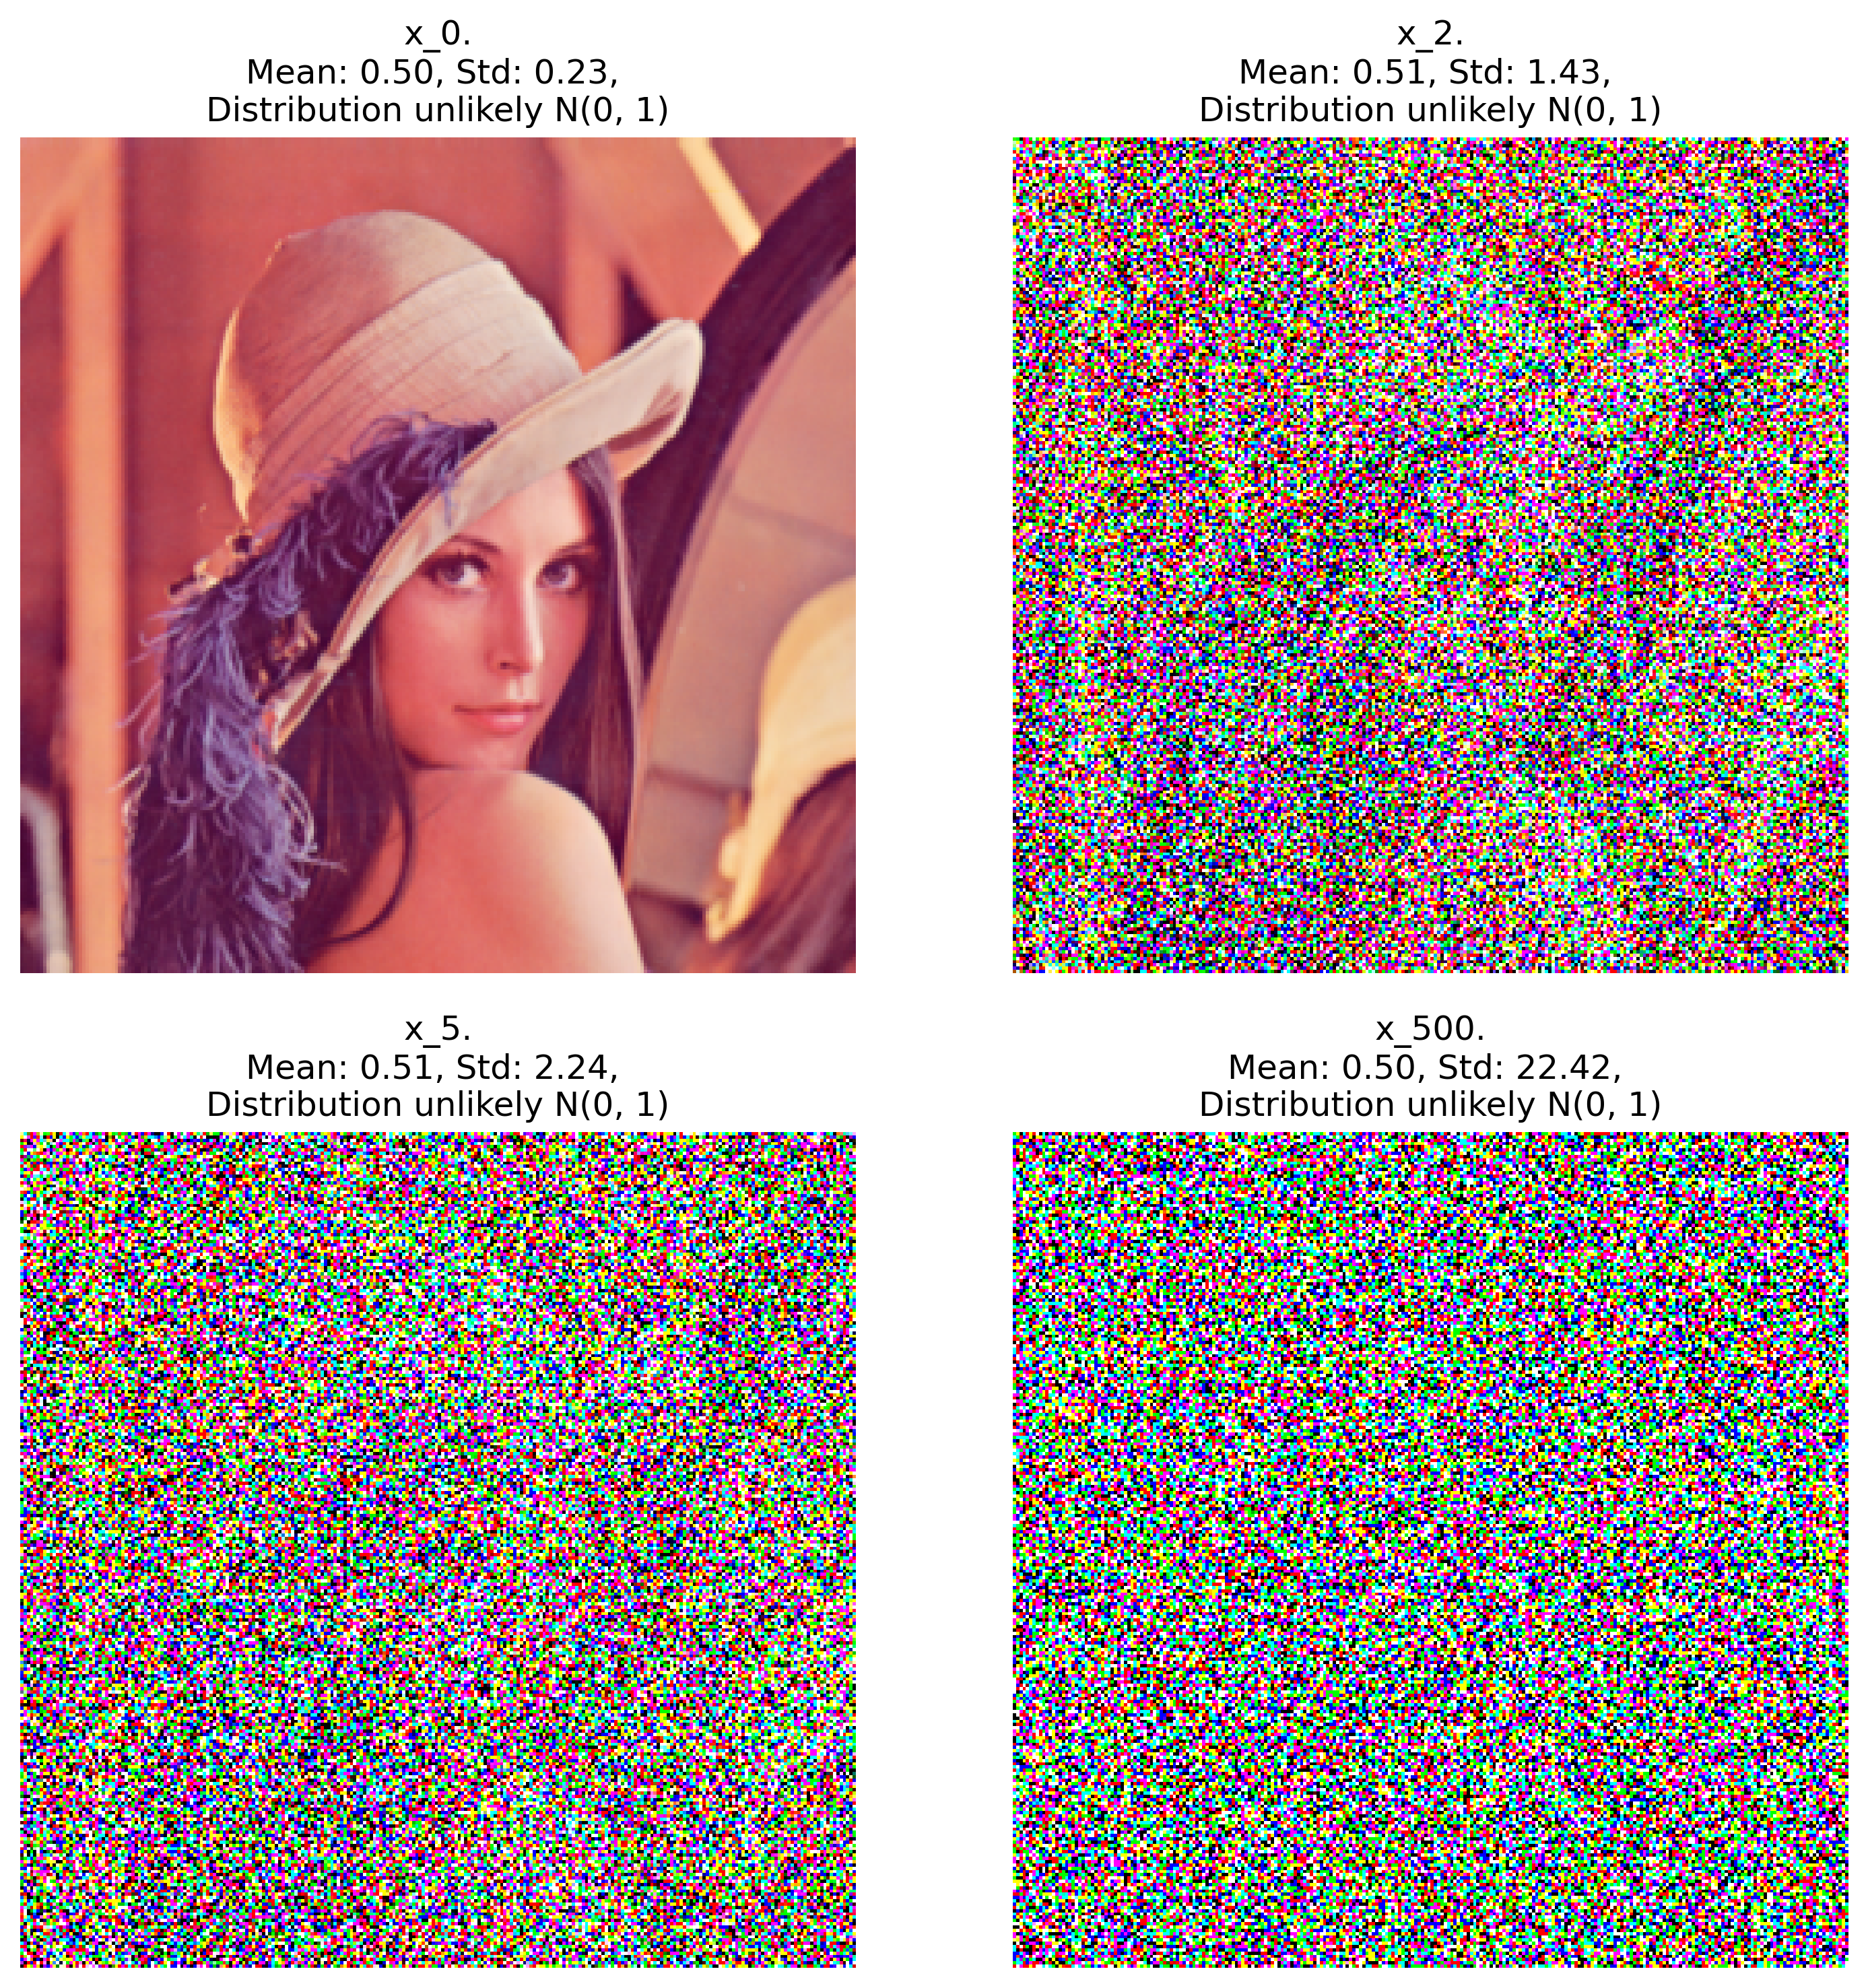 x_0.
Mean: 0.50, Std: 0.23,
Distribution unlikely N(0, 1)
x_2.
Mean: 0.51, Std: 1.43,
Distribution unlikely N(0, 1)
x_5.
Mean: 0.51, Std: 2.24,
Distribution unlikely N(0, 1)
x_500.
Mean: 0.50, Std: 22.42,
Distribution unlikely N(0, 1)